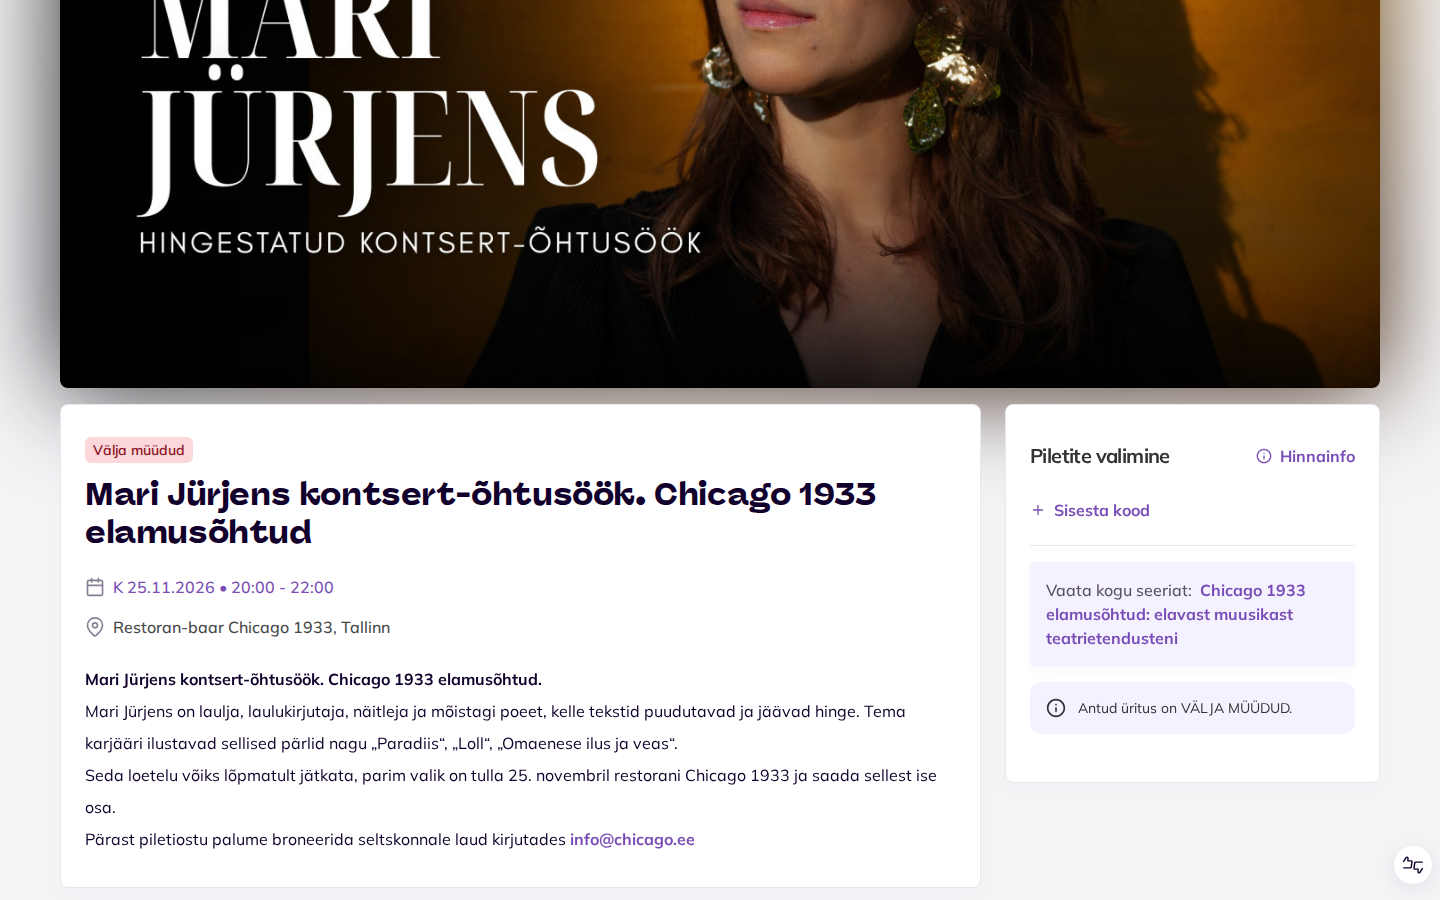 MARI
JÜRJENS
HINGESTATUD KONTSERT-ÕHTUSÖÖK
Välja müüdud
Mari Jürjens kontsert-õhtusöök. Chicago 1933
elamusõhtud
K 25.11.2026 • 20:00 - 22:00
Restoran-baar Chicago 1933, Tallinn
Mari Jürjens kontsert-õhtusöök. Chicago 1933 elamusõhtud.
Mari Jürjens on laulja, laulukirjutaja, näitleja ja mõistagi poeet, kelle tekstid puudutavad ja jäävad hinge. Tema
karjääri ilustavad sellised pärlid nagu „Paradiis“, „Loll“, „Omaenese ilus ja veas“.
Seda loetelu võiks lõpmatult jätkata, parim valik on tulla 25. novembril restorani Chicago 1933 ja saada sellest ise
osa.
Pärast piletiostu palume broneerida seltskonnale laud kirjutades info@chicago.ee
Piletite valimine
Hinnainfo
+ Sisesta kood
Vaata kogu seeriat: Chicago 1933
elamusõhtud: elavast muusikast
teatrietendusteni
Antud üritus on VÄLJA MÜÜDUD.